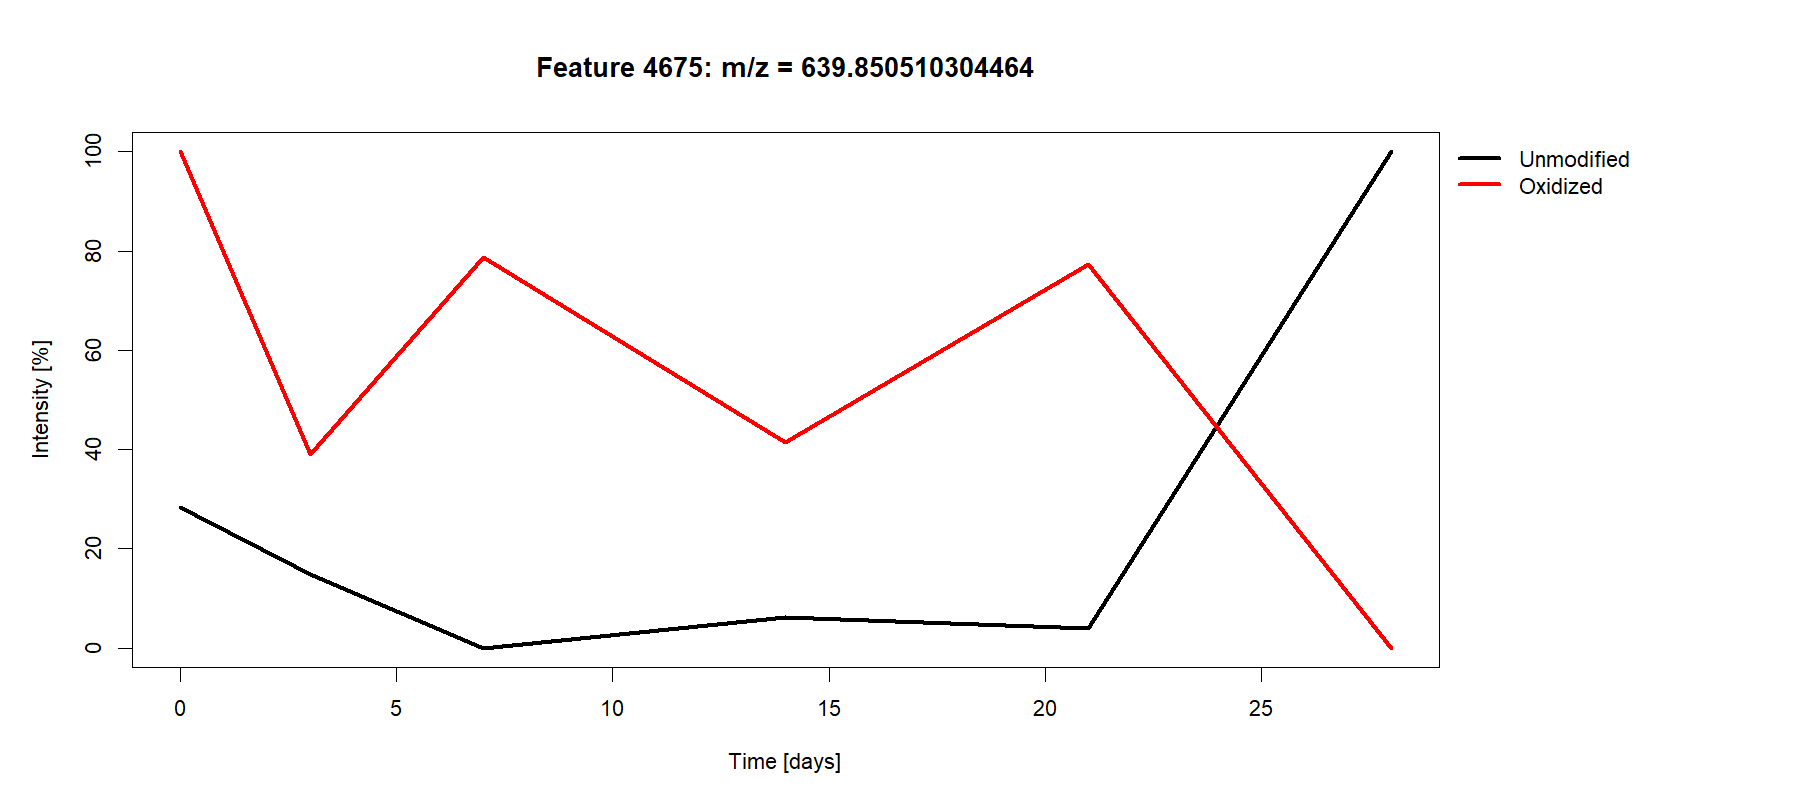 Feature 4675: m/z = 639.850510304464
Unmodified
Oxidized
Intensity [%]
100
80
60
40
20
0
0 5 10 15 20 25
Time [days]